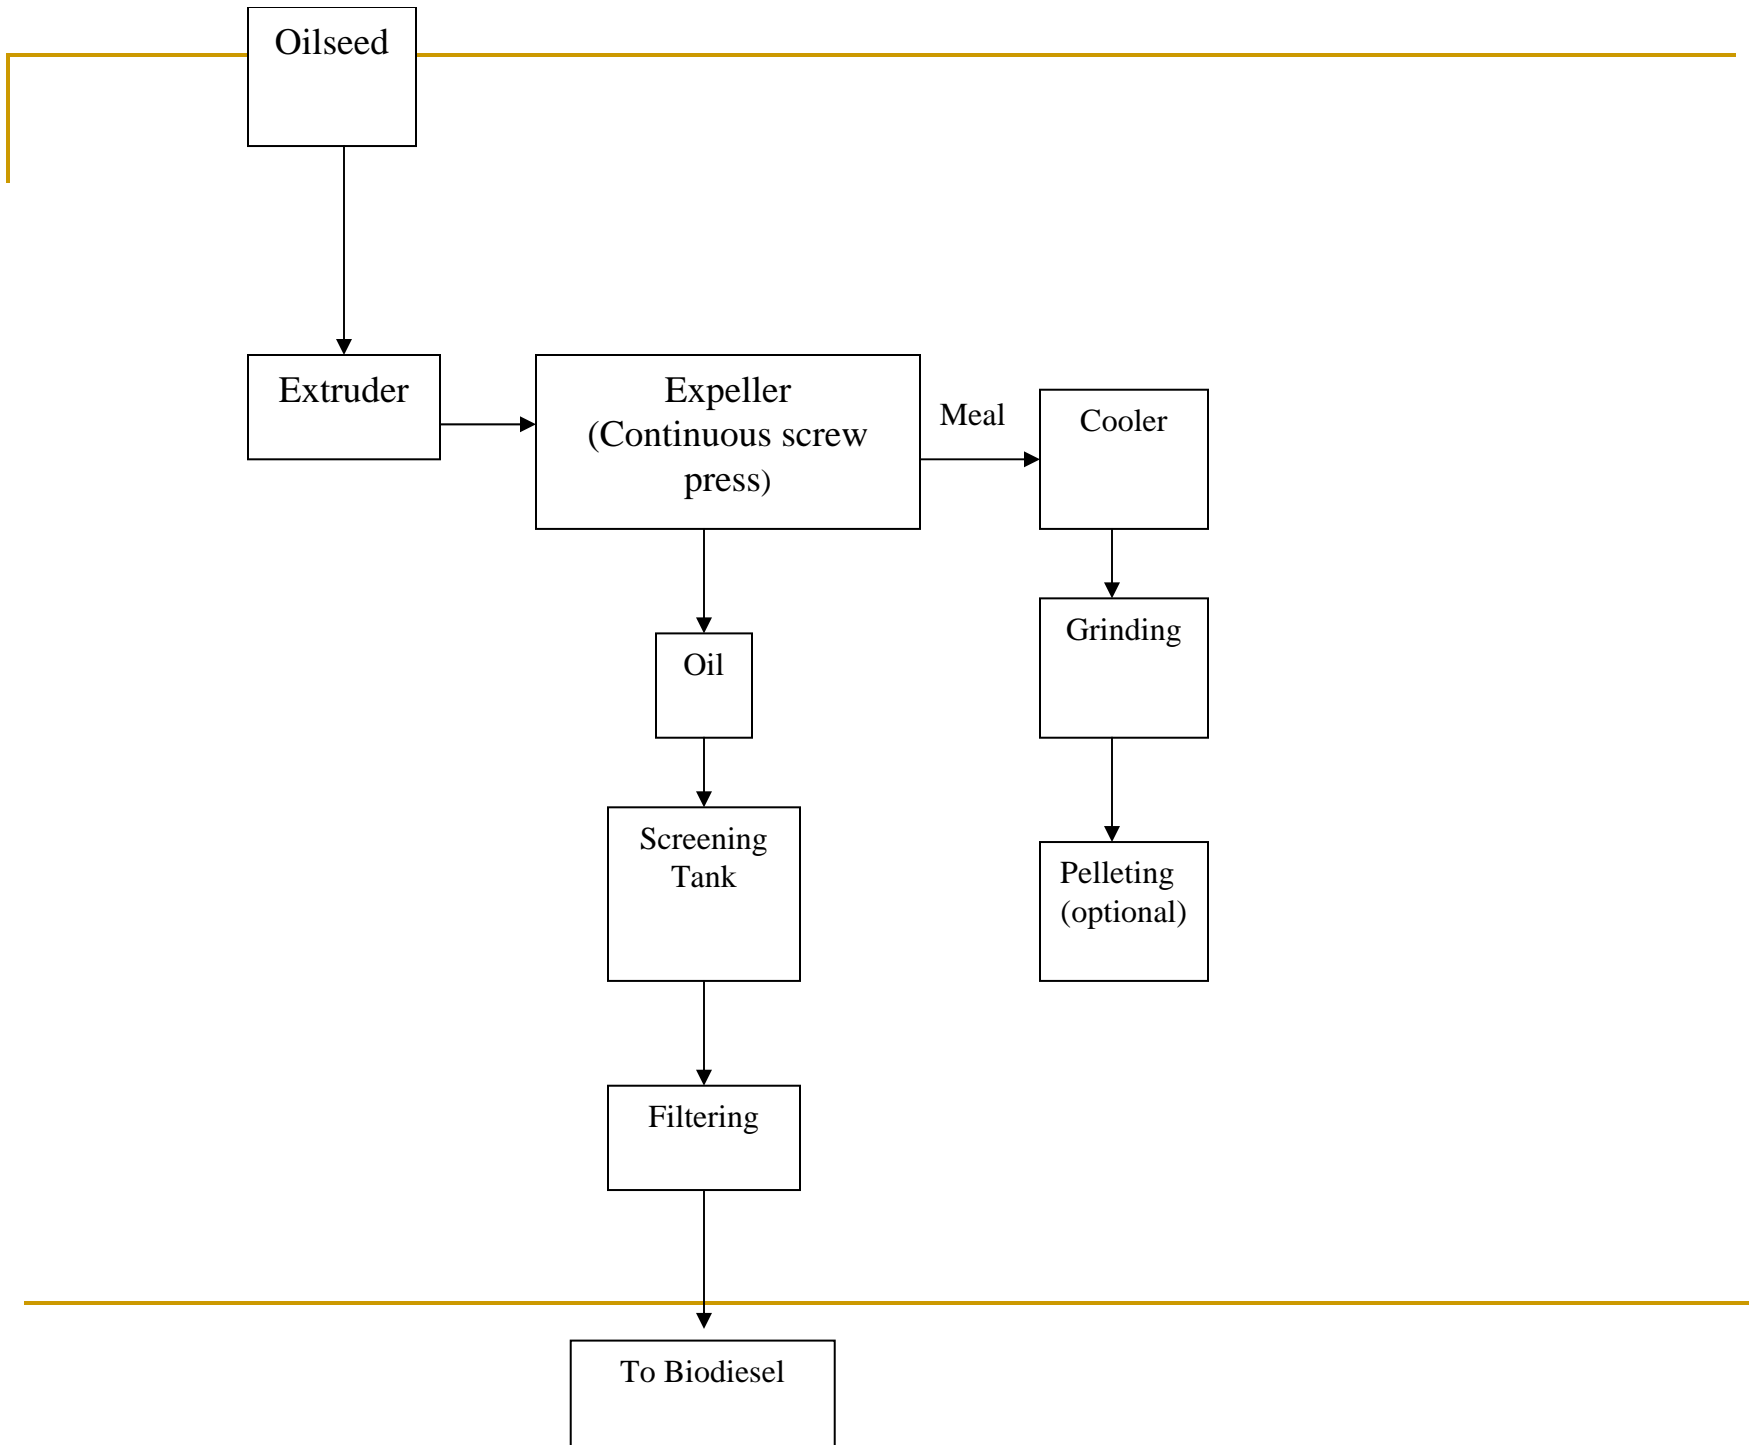 Oilseed
Extruder
Expeller
(Continuous screw
press)
Meal
Cooler
Grinding
Oil
Screening
Tank
Pelleting
(optional)
Filtering
To Biodiesel